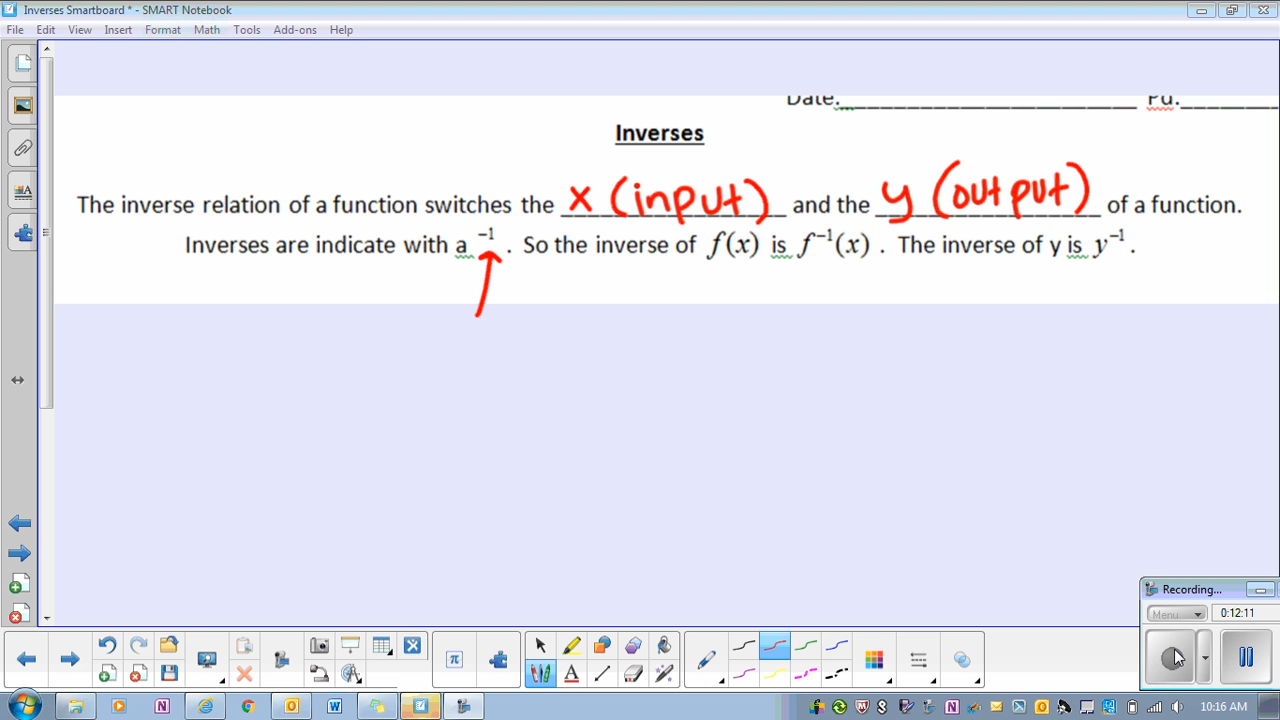 Inverses Smartboard * - SMART Notebook
File Edit View Insert Format Math Tools Add-ons Help
Date:__________________________ Pd:________
Inverses
The inverse relation of a function switches the x (input) and the y (output) of a function.
Inverses are indicate with a ⁻¹ . So the inverse of f(x) is f⁻¹(x) . The inverse of y is y⁻¹ .
Recording...
Menu... 0:12:11
10:16 AM